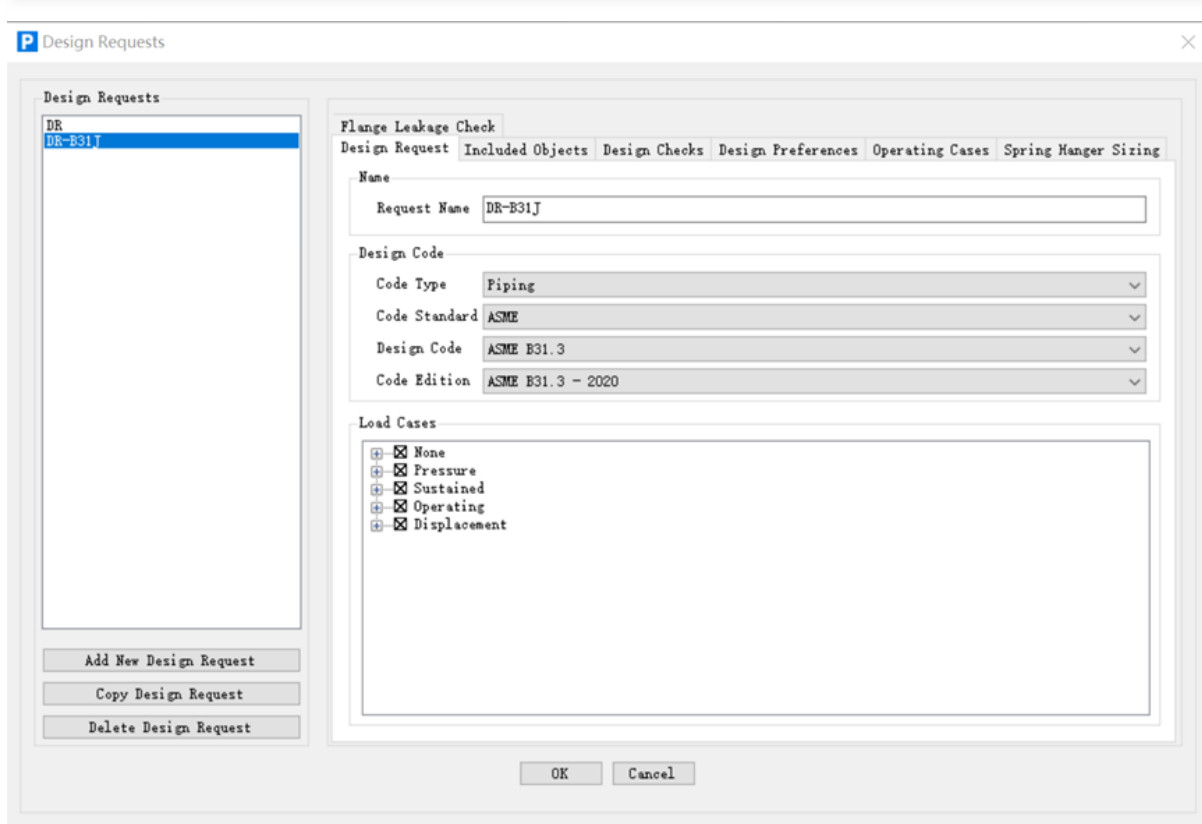 P Design Requests
Design Requests
DR
DR-B31J
Add New Design Request
Copy Design Request
Delete Design Request
Flange Leakage Check
Design Request Included Objects Design Checks Design Preferences Operating Cases Spring Hanger Sizing
Name
Request Name DR-B31J
Design Code
Code Type Piping
Code Standard ASME
Design Code ASME B31.3
Code Edition ASME B31.3 - 2020
Load Cases
None
Pressure
Sustained
Operating
Displacement
OK Cancel